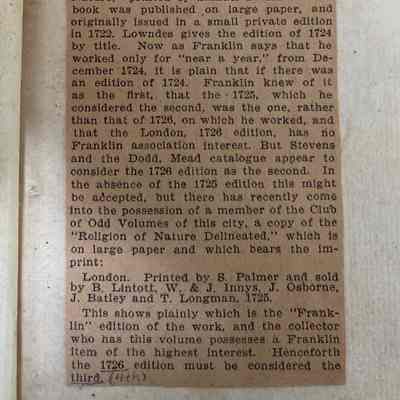 book was published on large paper, and
originally issued in a small private edition
in 1722. Lowndes gives the edition of 1724
by title. Now as Franklin says that he
worked only for "near a year," from De-
cember 1724, it is plain that if there was
an edition of 1724. Franklin knew of it
as the first, that the 1725, which he
considered the second, was the one, rather
than that of 1726, on which he worked, and
that the London, 1726 edition, has no
Franklin association interest. But Stevens
and the Dodd, Mead catalogue appear to
consider the 1726 edition as the second. In
the absence of the 1725 edition this might
be accepted, but there has recently come
into the possession of a member of the Club
of Odd Volumes of this city, a copy of the
"Religion of Nature Delineated," which is
on large paper and which bears the im-
print:
London. Printed by S. Palmer and sold
by B. Lintott, W. & J. Innys, J. Osborne,
J. Batley and T. Longman, 1725.
This shows plainly which is the "Frank-
lin" edition of the work, and the collector
who has this volume possesses a Franklin
item of the highest interest. Henceforth
the 1726 edition must be considered the
third. (4th)